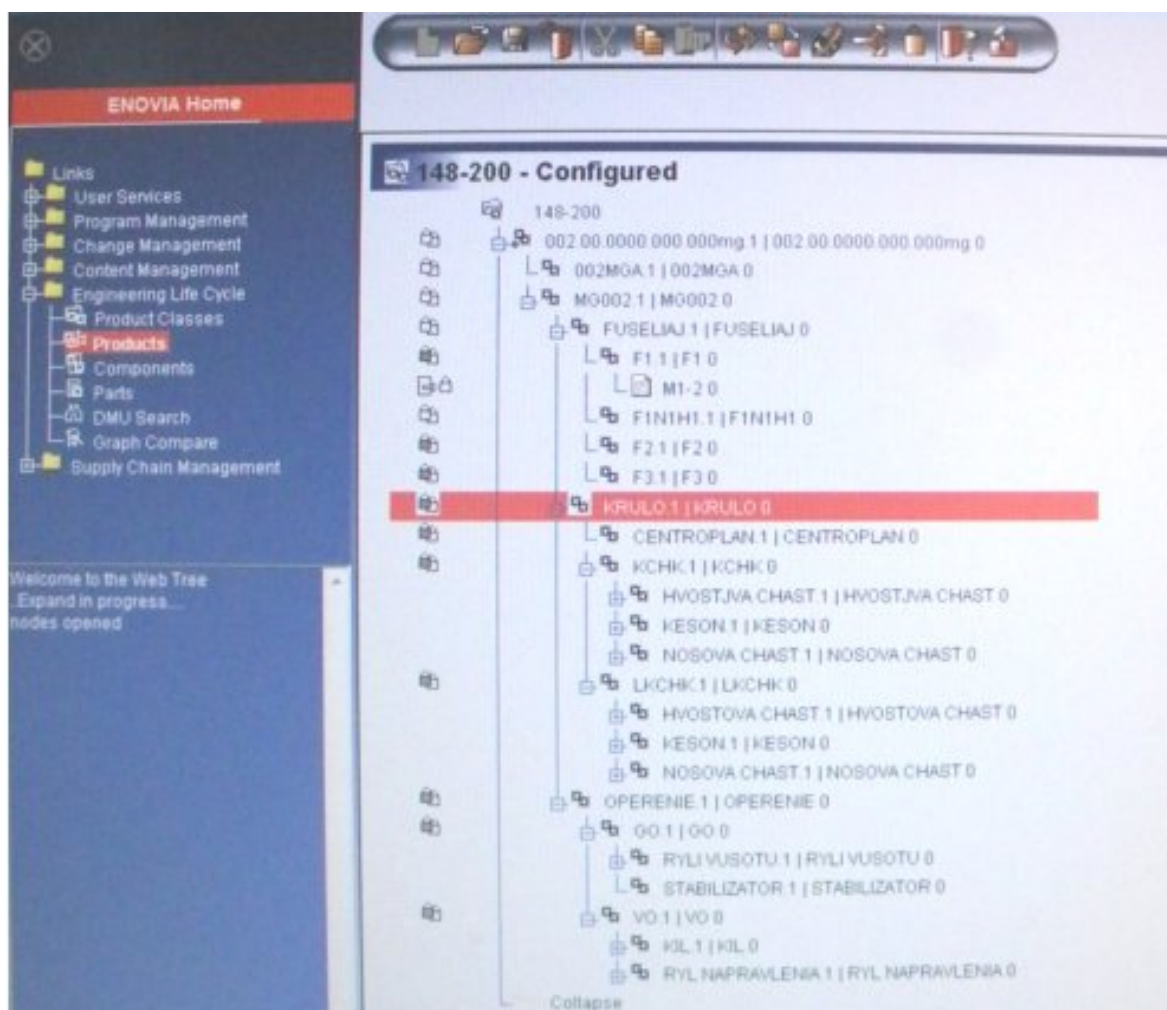 ENOVIA Home
Links
User Services
Program Management
Change Management
Content Management
Engineering Life Cycle
Product Classes
Products
Components
Parts
DMU Search
Graph Compare
Supply Chain Management
Welcome to the Web Tree
..Expand in progress...
nodes opened
148-200 - Configured
148-200
002.00.0000.000.000mg.1 | 002.00.0000.000.000mg 0
002MGA.1 | 002MGA 0
MG002.1 | MG002 0
FUSELIAJ.1 | FUSELIAJ 0
F1.1 | F1 0
M1-2 0
F1N1H1.1 | F1N1H1 0
F2.1 | F2 0
F3.1 | F3 0
KRULO.1 | KRULO 0
CENTROPLAN.1 | CENTROPLAN 0
KCHK.1 | KCHK 0
HVOSTJVA CHAST.1 | HVOSTJVA CHAST 0
KESON.1 | KESON 0
NOSOVA CHAST.1 | NOSOVA CHAST 0
LKCHK.1 | LKCHK 0
HVOSTOVA CHAST.1 | HVOSTOVA CHAST 0
KESON.1 | KESON 0
NOSOVA CHAST.1 | NOSOVA CHAST 0
OPERENIE.1 | OPERENIE 0
GO.1 | GO 0
RYLI VUSOTU.1 | RYLI VUSOTU 0
STABILIZATOR.1 | STABILIZATOR 0
VO.1 | VO 0
KIL.1 | KIL 0
RYL NAPRAVLENIA.1 | RYL NAPRAVLENIA 0
Collapse